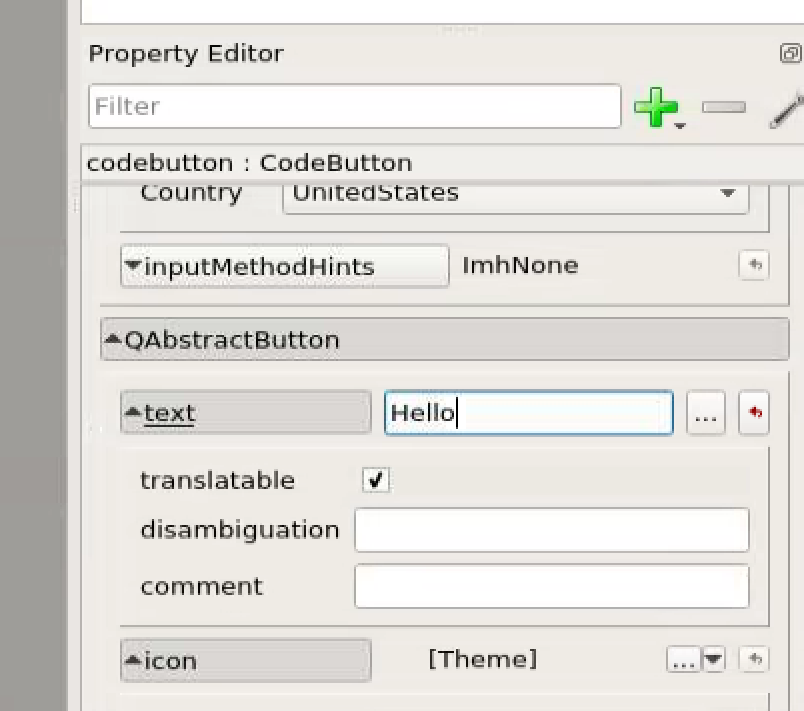 Property Editor
Filter
codebutton : CodeButton
Country UnitedStates
inputMethodHints ImhNone
QAbstractButton
text Hello ...
translatable
disambiguation
comment
icon [Theme] ...